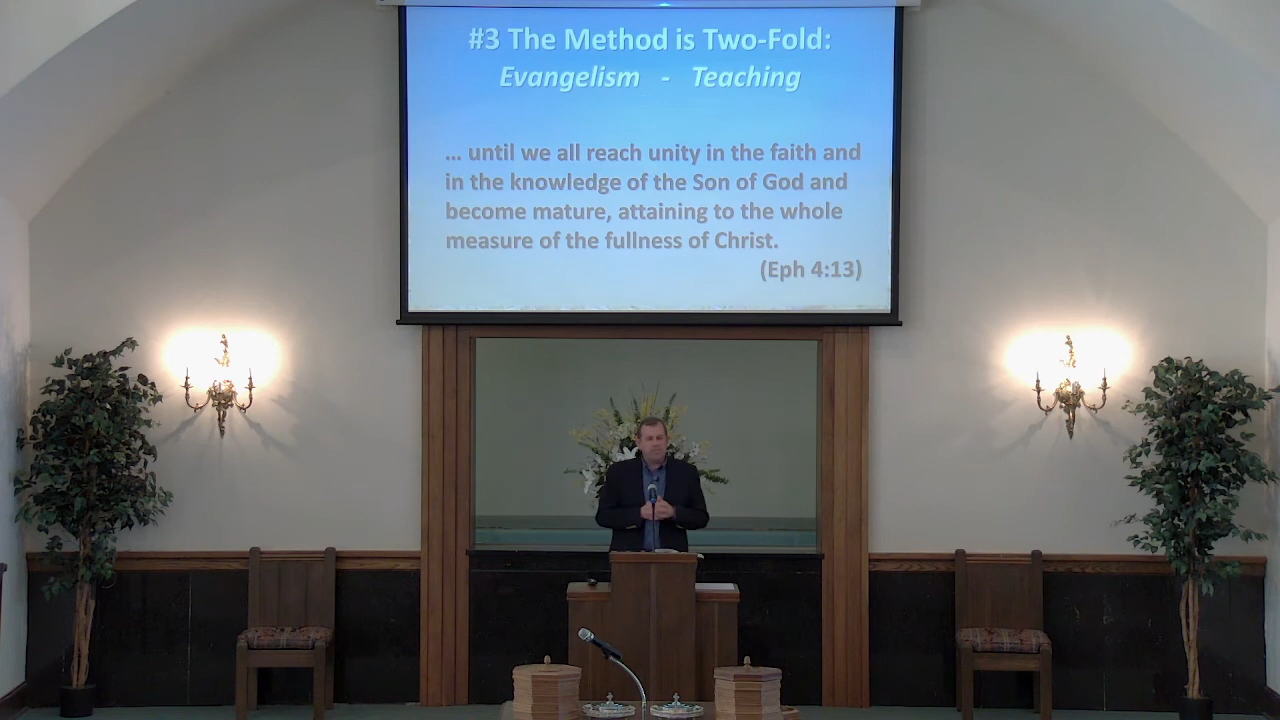 #3 The Method is Two-Fold:
Evangelism - Teaching
... until we all reach unity in the faith and
in the knowledge of the Son of God and
become mature, attaining to the whole
measure of the fullness of Christ.
(Eph 4:13)